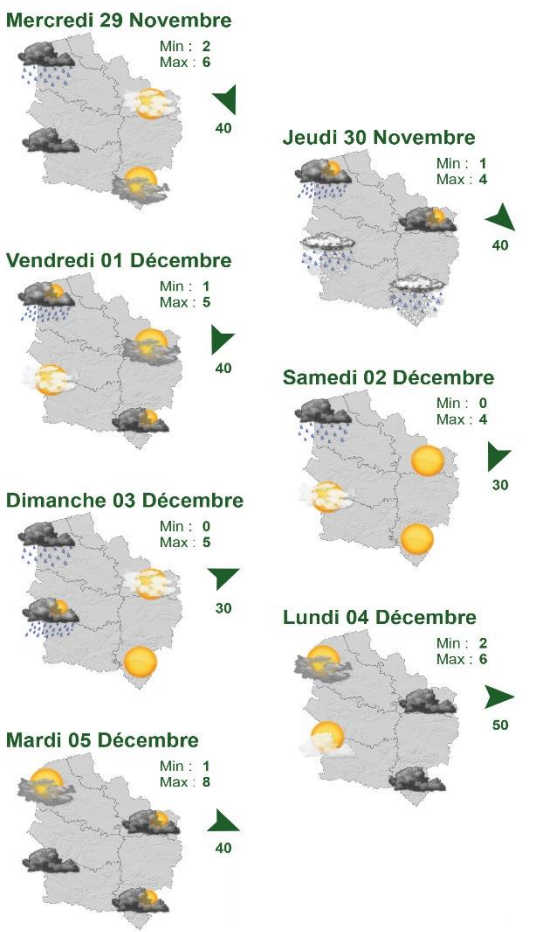 Mercredi 29 Novembre
Min : 2
Max : 6
40
Jeudi 30 Novembre
Min : 1
Max : 4
40
Vendredi 01 Décembre
Min : 1
Max : 5
40
Samedi 02 Décembre
Min : 0
Max : 4
30
Dimanche 03 Décembre
Min : 0
Max : 5
30
Lundi 04 Décembre
Min : 2
Max : 6
50
Mardi 05 Décembre
Min : 1
Max : 8
40